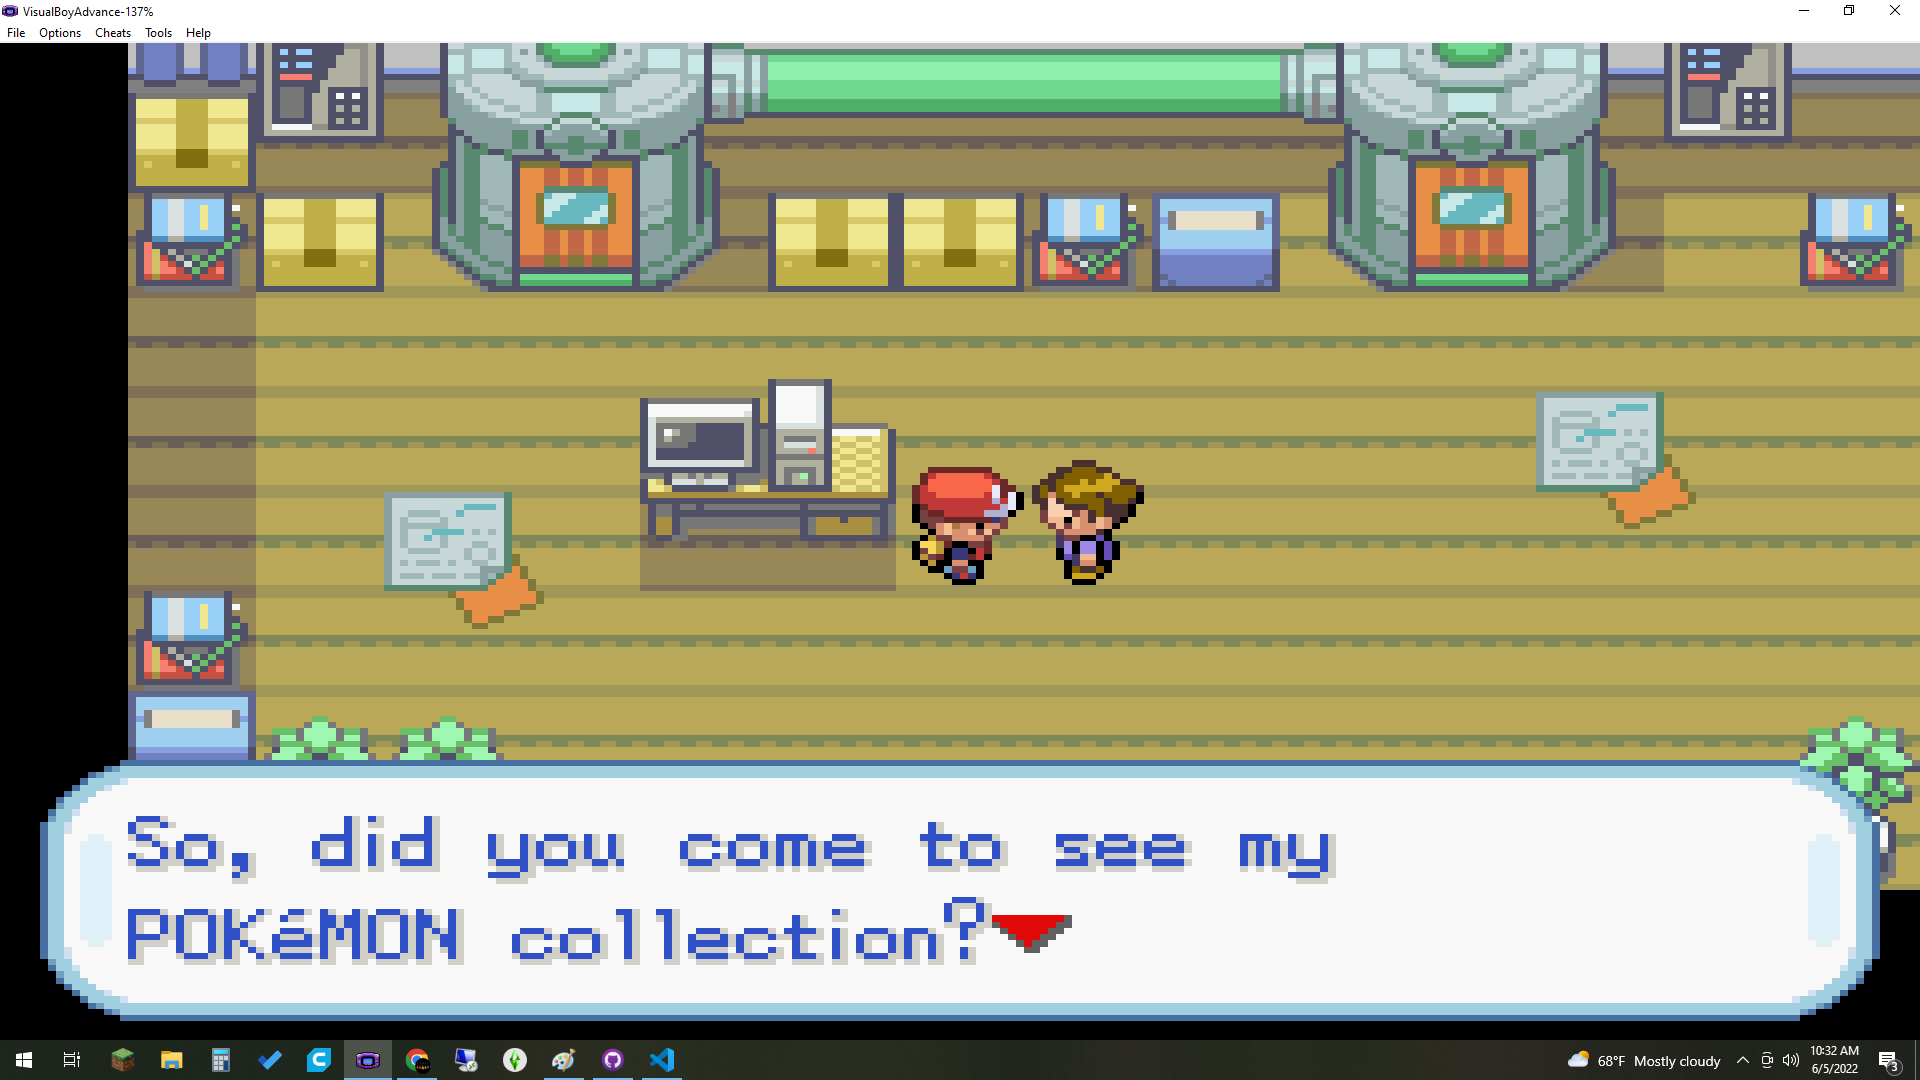 VisualBoyAdvance-137%
File Options Cheats Tools Help
So, did you come to see my
POKéMON collection?
68°F Mostly cloudy
10:32 AM
6/5/2022
3